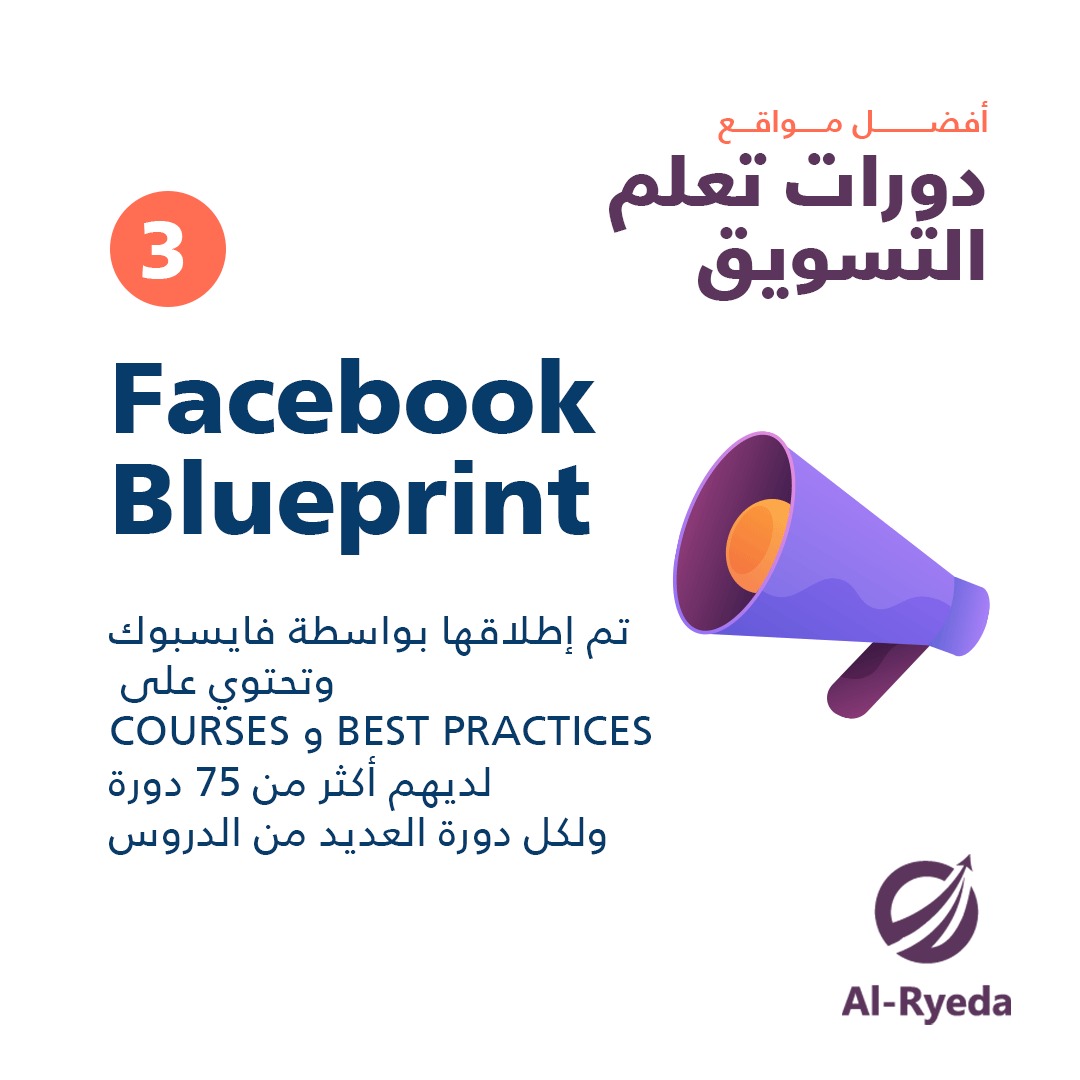 أفضل مواقع
دورات تعلم
التسويق
3
Facebook
Blueprint
تم إطلاقها بواسطة فايسبوك
وتحتوي على
COURSES و BEST PRACTICES
لديهم أكثر من 75 دورة
ولكل دورة العديد من الدروس
Al-Ryeda